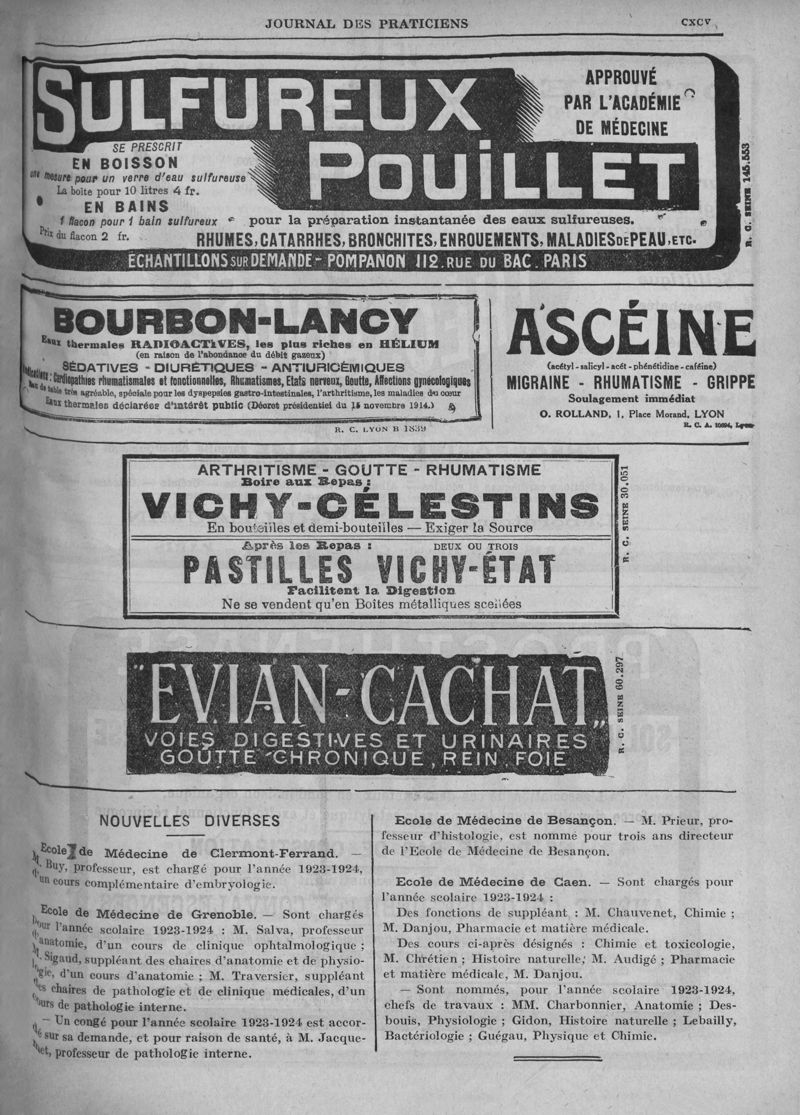 JOURNAL DES PRATICIENS
CXCV
SULFUREUX
POUILLET
APPROUVÉ
PAR L'ACADÉMIE
DE MÉDECINE
SE PRESCRIT
EN BOISSON
une mesure pour un verre d'eau sulfureuse
La boîte pour 10 litres 4 fr.
EN BAINS
1 flacon pour 1 bain sulfureux
Prix du flacon 2 fr.
pour la préparation instantanée des eaux sulfureuses.
RHUMES, CATARRHES, BRONCHITES, ENROUEMENTS, MALADIES DE PEAU, ETC.
ÉCHANTILLONS SUR DEMANDE - POMPANON 112. RUE DU BAC. PARIS
R. C. SEINE 145.553
BOURBON-LANCY
Eaux thermales RADIOACTIVES, les plus riches en HÉLIUM
(en raison de l'abondance du débit gazeux)
SÉDATIVES - DIURÉTIQUES - ANTIURICÉMIQUES
Indications : Cardiopathies rhumatismales et fonctionnelles, Rhumatismes, Etats nerveux, Goutte, Affections gynécologiques
Eau de table très agréable, spéciale pour les dyspepsies gastro-intestinales, l'arthritisme, les maladies du cœur
Eaux thermales déclarées d'intérêt public (Décret présidentiel du 15 novembre 1914.)
R. C. LYON B 1839
ASCÉINE
(acétyl - salicyl - acét - phénétidine - caféine)
MIGRAINE - RHUMATISME - GRIPPE
Soulagement immédiat
O. ROLLAND, 1, Place Morand, LYON
R. C. A. 10694, Lyon
ARTHRITISME - GOUTTE - RHUMATISME
Boire aux Repas :
VICHY-CÉLESTINS
En bouteilles et demi-bouteilles — Exiger la Source
Après les Repas : DEUX OU TROIS
PASTILLES VICHY-ÉTAT
Facilitent la Digestion
Ne se vendent qu'en Boîtes métalliques scellées
R. C. SEINE 30.051
"EVIAN-CACHAT"
VOIES DIGESTIVES ET URINAIRES
GOUTTE CHRONIQUE, REIN, FOIE
R. C. SEINE 60.297
NOUVELLES DIVERSES
Ecole de Médecine de Clermont-Ferrand. —
M. Buy, professeur, est chargé pour l'année 1923-1924,
d'un cours complémentaire d'embryologie.
Ecole de Médecine de Grenoble. — Sont chargés
pour l'année scolaire 1923-1924 : M. Salva, professeur
d'anatomie, d'un cours de clinique ophtalmologique ;
M. Sigaud, suppléant des chaires d'anatomie et de physio-
logie, d'un cours d'anatomie ; M. Traversier, suppléant
des chaires de pathologie et de clinique médicales, d'un
cours de pathologie interne.
— Un congé pour l'année scolaire 1923-1924 est accor-
dé sur sa demande, et pour raison de santé, à M. Jacque-
met, professeur de pathologie interne.
Ecole de Médecine de Besançon. — M. Prieur, pro-
fesseur d'histologie, est nommé pour trois ans directeur
de l'Ecole de Médecine de Besançon.
Ecole de Médecine de Caen. — Sont chargés pour
l'année scolaire 1923-1924 :
Des fonctions de suppléant : M. Chauvenet, Chimie ;
M. Danjou, Pharmacie et matière médicale.
Des cours ci-après désignés : Chimie et toxicologie,
M. Chrétien ; Histoire naturelle, M. Audigé ; Pharmacie
et matière médicale, M. Danjou.
— Sont nommés, pour l'année scolaire 1923-1924,
chefs de travaux : MM. Charbonnier, Anatomie ; Des-
bouis, Physiologie ; Gidon, Histoire naturelle ; Lebailly,
Bactériologie ; Guégau, Physique et Chimie.